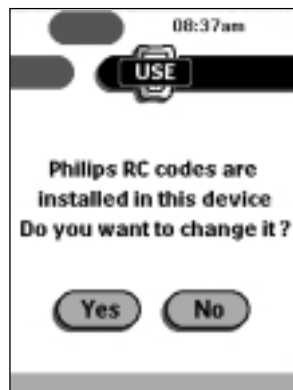 08:37am
USE
Philips RC codes are
installed in this device
Do you want to change it ?
Yes
No